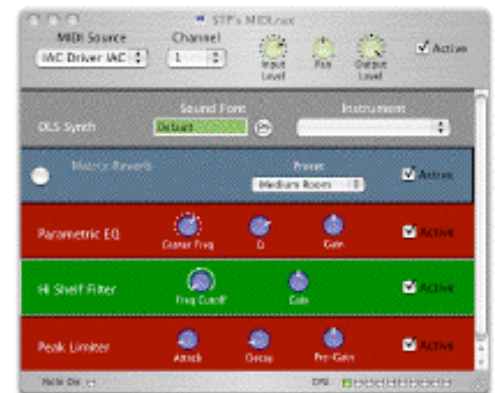 STP's MIDI.rax
MIDI Source Channel
IAC Driver IAC 1 Input Level Pan Output Level Active
Sound Font Instrument
DLS Synth Default
Matrix Reverb Preset
Medium Room Active
Parametric EQ Center Freq Q Gain Active
Hi Shelf Filter Freq Cutoff Gain Active
Peak Limiter Attack Decay Pre-Gain Active
Note On CPU